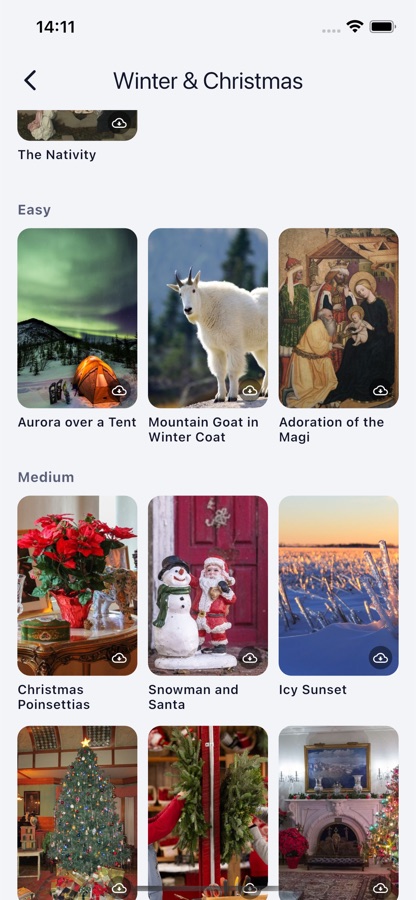 14:11
Winter & Christmas
The Nativity
Easy
Aurora over a Tent
Mountain Goat in
Winter Coat
Adoration of the
Magi
Medium
Christmas
Poinsettias
Snowman and
Santa
Icy Sunset